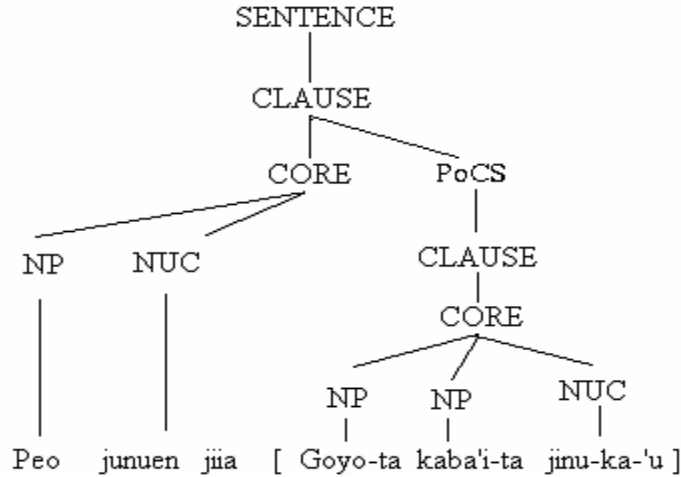 SENTENCE
CLAUSE
CORE PoCS
NP NUC CLAUSE
CORE
NP NP NUC
Peo junuen jiia [ Goyo-ta kaba'i-ta jinu-ka-'u ]